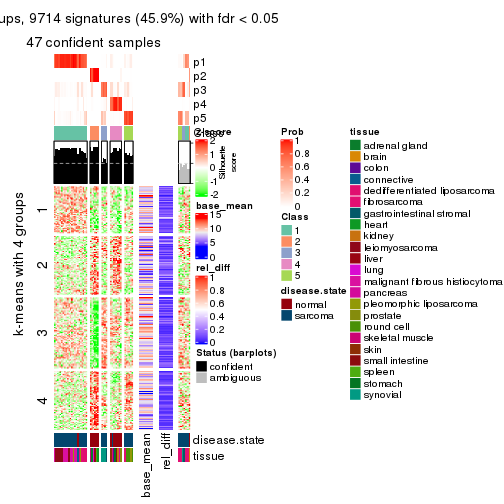 ups, 9714 signatures (45.9%) with fdr < 0.05
47 confident samples
p1
p2
p3
p4
p5
Class
Silhouette
score
1
2
3
4
k-means with 4 groups
base_mean
rel_diff
disease.state
tissue
z-score
2
1
0
-1
-2
base_mean
15
10
5
0
rel_diff
1
0.8
0.6
0.4
0.2
0
Status (barplots)
confident
ambiguous
Prob
1
0.8
0.6
0.4
0.2
0
Class
1
2
3
4
5
disease.state
normal
sarcoma
tissue
adrenal gland
brain
colon
connective
dedifferentiated liposarcoma
fibrosarcoma
gastrointestinal stromal
heart
kidney
leiomyosarcoma
liver
lung
malignant fibrous histiocytoma
pancreas
pleomorphic liposarcoma
prostate
round cell
skeletal muscle
skin
small intestine
spleen
stomach
synovial